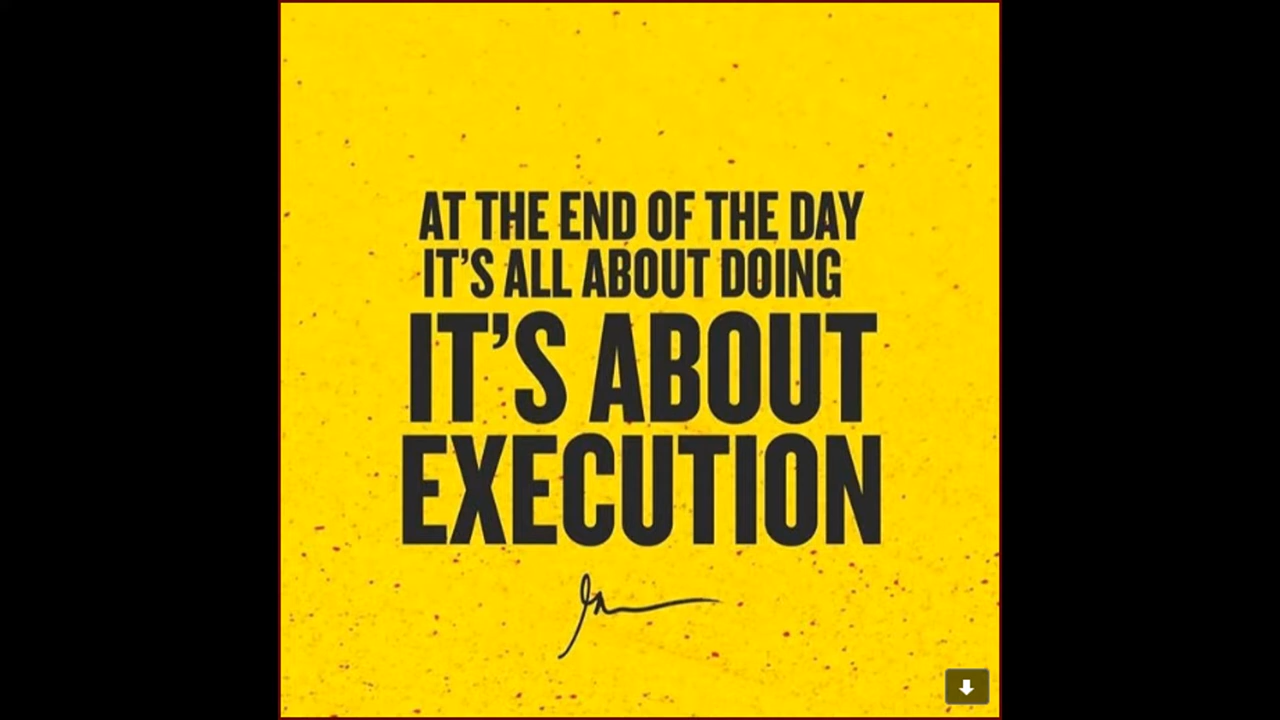 AT THE END OF THE DAY
IT'S ALL ABOUT DOING
IT'S ABOUT
EXECUTION